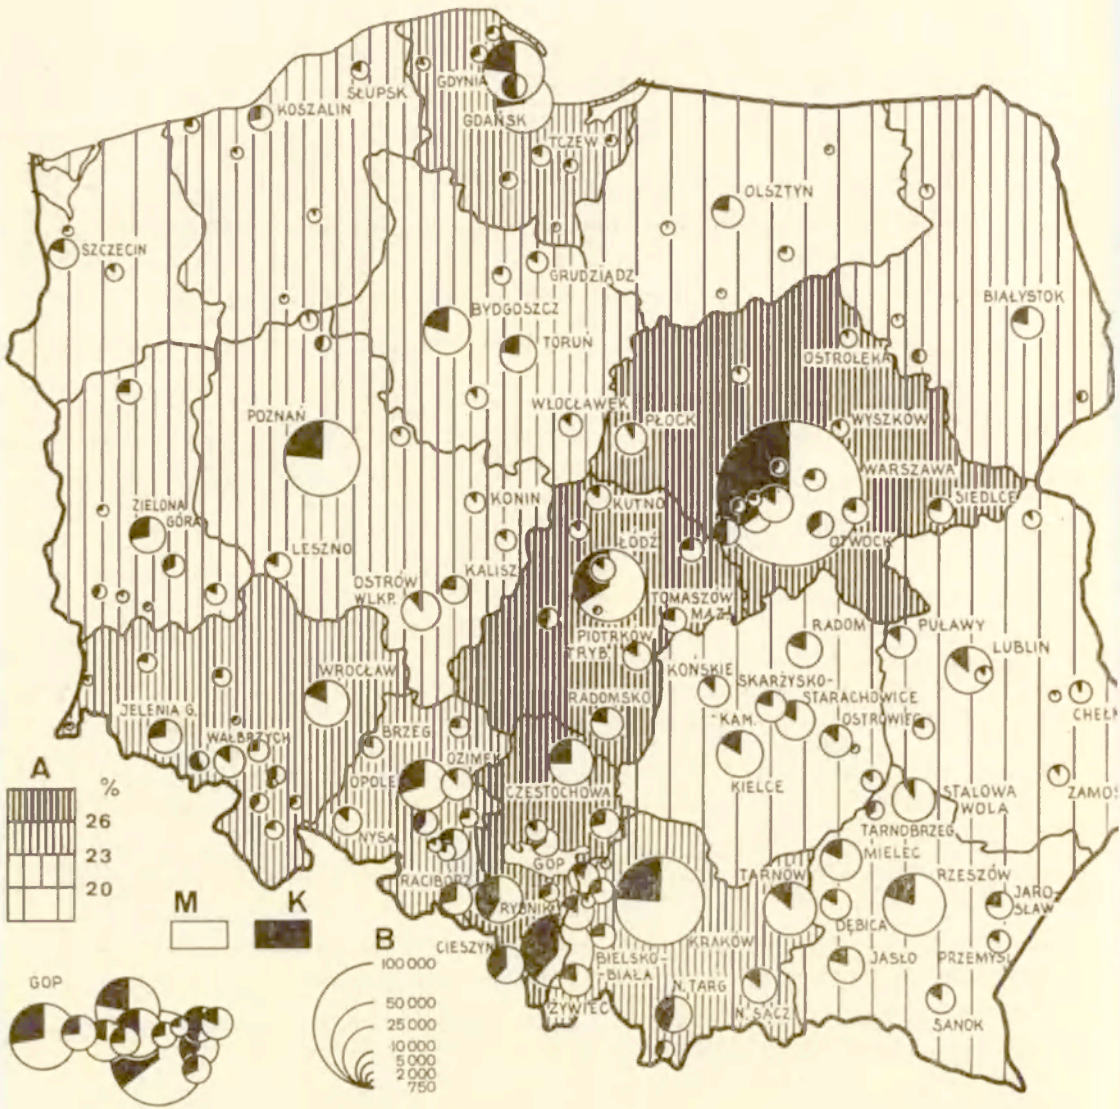 GDYNIA
SŁUPSK
KOSZALIN
GDAŃSK
TCZEW
OLSZTYN
SZCZECIN
GRUDZIĄDZ
BYDGOSZCZ
TORUŃ
BIAŁYSTOK
OSTROŁĘKA
POZNAŃ
WŁOCŁAWEK
PŁOCK
WYSZKÓW
WARSZAWA
ZIELONA
GÓRA
KONIN
KUTNO
SIEDLCE
ŁÓDŹ
OTWOCK
LESZNO
KALISZ
OSTRÓW
WLKP.
TOMASZÓW
MAZ.
PIOTRKÓW
TRYB.
RADOM
PUŁAWY
LUBLIN
WROCŁAW
KOŃSKIE
SKARŻYSKO-
KAM.
STARACHOWICE
RADOMSKO
OSTROWIEC
CHEŁM
JELENIA G.
WAŁBRZYCH
BRZEG
OZIMEK
OPOLE
CZĘSTOCHOWA
KIELCE
STALOWA
WOLA
ZAMOŚ
A
%
26
23
20
NYSA
TARNOBRZEG
GOP
MIELEC
RACIBÓRZ
TARNÓW
RZESZÓW
RYBNIK
JARO-
SŁAW
DĘBICA
M
K
B
CIESZYN
KRAKÓW
BIELSKO-
-BIAŁA
JASŁO
PRZEMYŚL
N. TARG
ŻYWIEC
N. SĄCZ
SANOK
GOP
100 000
50 000
25 000
10 000
5 000
2 000
750